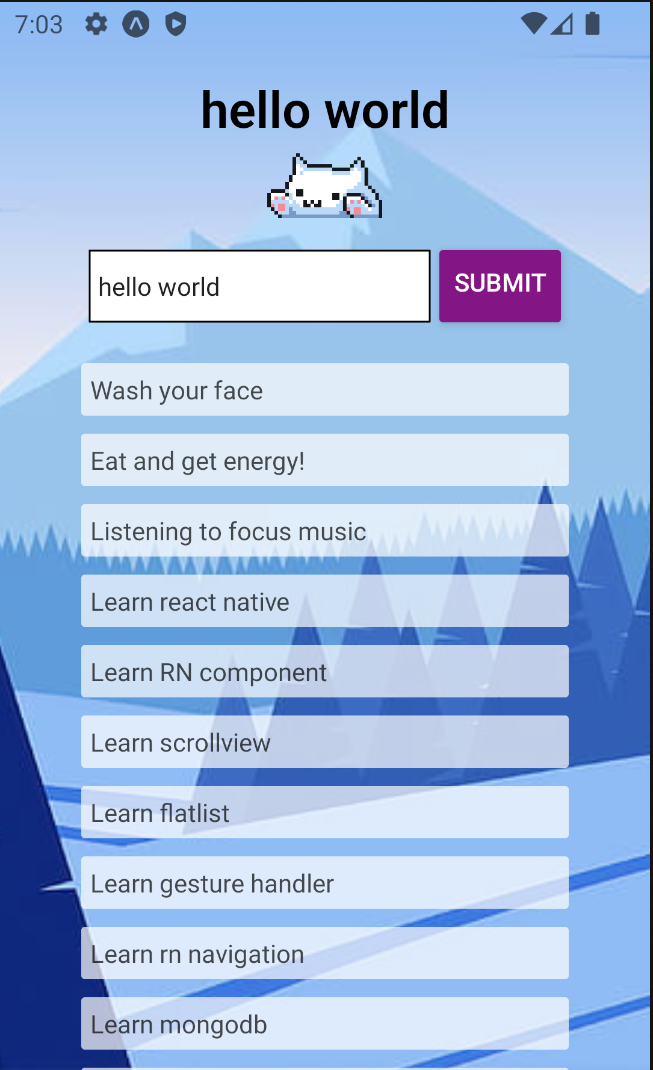 7:03
hello world
hello world
SUBMIT
Wash your face
Eat and get energy!
Listening to focus music
Learn react native
Learn RN component
Learn scrollview
Learn flatlist
Learn gesture handler
Learn rn navigation
Learn mongodb